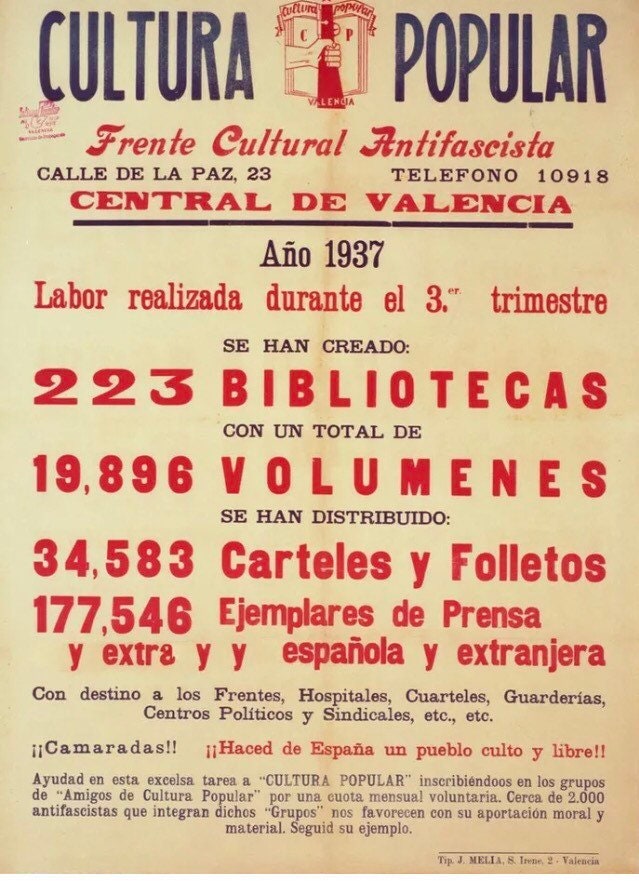 CULTURA POPULAR
Cultura popular
C P
VALENCIA
VALENCIA
Frente Cultural Antifascista
CALLE DE LA PAZ, 23 TELEFONO 10918
CENTRAL DE VALENCIA
Año 1937
Labor realizada durante el 3.er trimestre
SE HAN CREADO:
223 BIBLIOTECAS
CON UN TOTAL DE
19,896 VOLUMENES
SE HAN DISTRIBUIDO:
34,583 Carteles y Folletos
177,546 Ejemplares de Prensa
y extra y y española y extranjera
Con destino a los Frentes, Hospitales, Cuarteles, Guarderías,
Centros Políticos y Sindicales, etc., etc.
¡¡Camaradas!! ¡¡Haced de España un pueblo culto y libre!!
Ayudad en esta excelsa tarea a "CULTURA POPULAR" inscribiéndoos en los grupos
de "Amigos de Cultura Popular" por una cuota mensual voluntaria. Cerca de 2.000
antifascistas que integran dichos "Grupos" nos favorecen con su aportación moral y
material. Seguid su ejemplo.
Tip. J. MELIA, S. Irene, 2 - Valencia